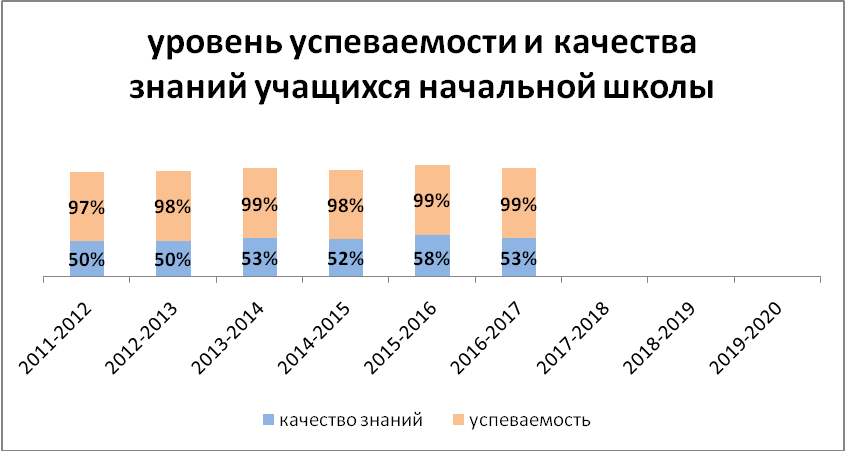 уровень успеваемости и качества
знаний учащихся начальной школы
97% 98% 99% 98% 99% 99%
50% 50% 53% 52% 58% 53%
2011-2012 2012-2013 2013-2014 2014-2015 2015-2016 2016-2017 2017-2018 2018-2019 2019-2020
качество знаний успеваемость